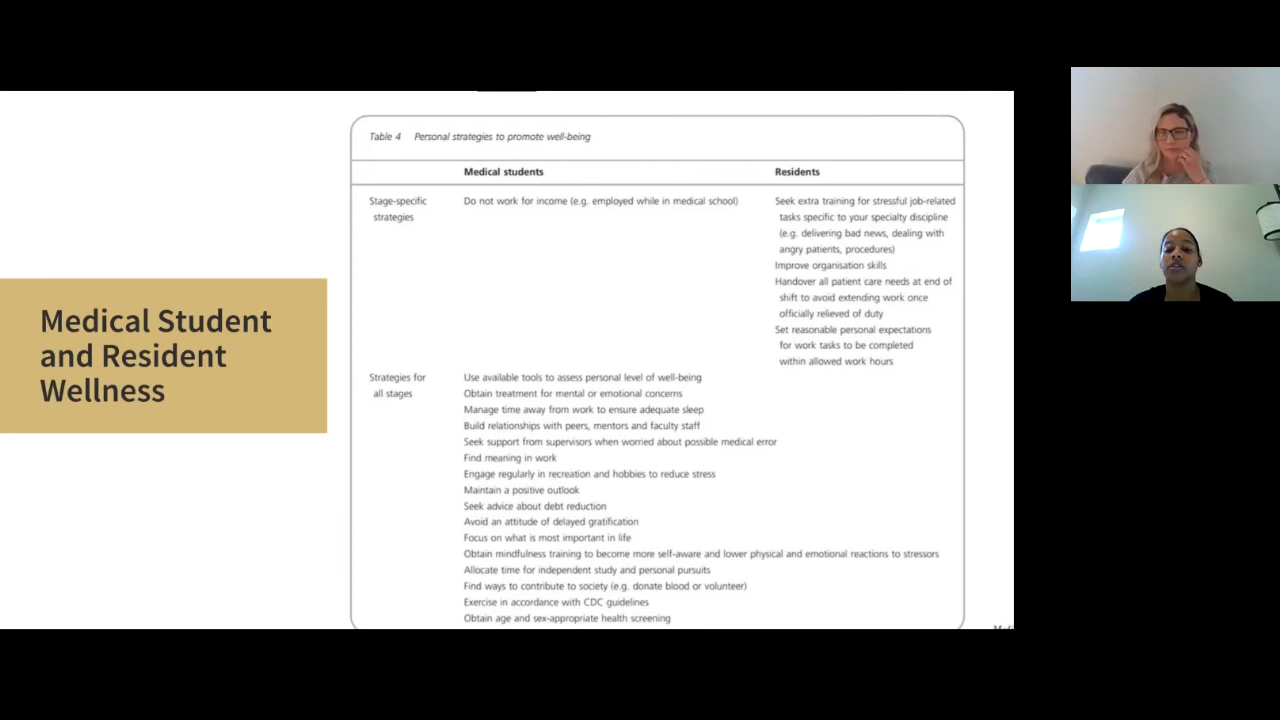 Medical Student
and Resident
Wellness
Table 4 Personal strategies to promote well-being
Medical students Residents
Stage-specific
strategies
Do not work for income (e.g. employed while in medical school)
Seek extra training for stressful job-related
tasks specific to your specialty discipline
(e.g. delivering bad news, dealing with
angry patients, procedures)
Improve organisation skills
Handover all patient care needs at end of
shift to avoid extending work once
officially relieved of duty
Set reasonable personal expectations
for work tasks to be completed
within allowed work hours
Strategies for
all stages
Use available tools to assess personal level of well-being
Obtain treatment for mental or emotional concerns
Manage time away from work to ensure adequate sleep
Build relationships with peers, mentors and faculty staff
Seek support from supervisors when worried about possible medical error
Find meaning in work
Engage regularly in recreation and hobbies to reduce stress
Maintain a positive outlook
Seek advice about debt reduction
Avoid an attitude of delayed gratification
Focus on what is most important in life
Obtain mindfulness training to become more self-aware and lower physical and emotional reactions to stressors
Allocate time for independent study and personal pursuits
Find ways to contribute to society (e.g. donate blood or volunteer)
Exercise in accordance with CDC guidelines
Obtain age and sex-appropriate health screening